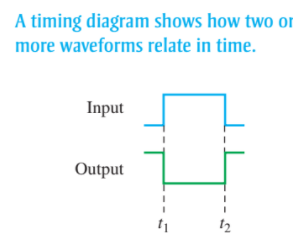 A timing diagram shows how two or
more waveforms relate in time.
Input
Output
t1 t2